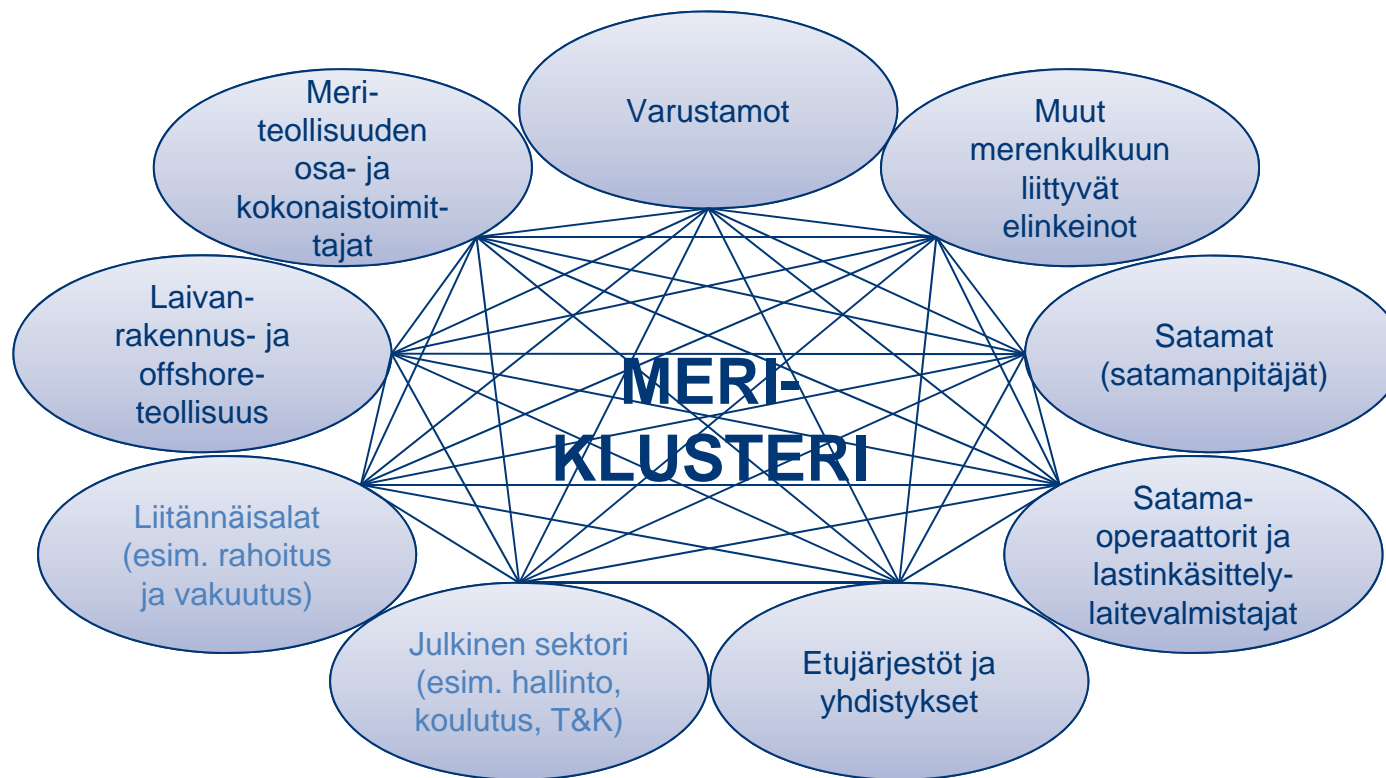 Varustamot
Meri-
teollisuuden
osa- ja
kokonaistoimit-
tajat
Muut
merenkulkuun
liittyvät
elinkeinot
Laivan-
rakennus- ja
offshore-
teollisuus
Satamat
(satamanpitäjät)
MERI-
KLUSTERI
Liitännäisalat
(esim. rahoitus
ja vakuutus)
Satama-
operaattorit ja
lastinkäsittely-
laitevalmistajat
Julkinen sektori
(esim. hallinto,
koulutus, T&K)
Etujärjestöt ja
yhdistykset